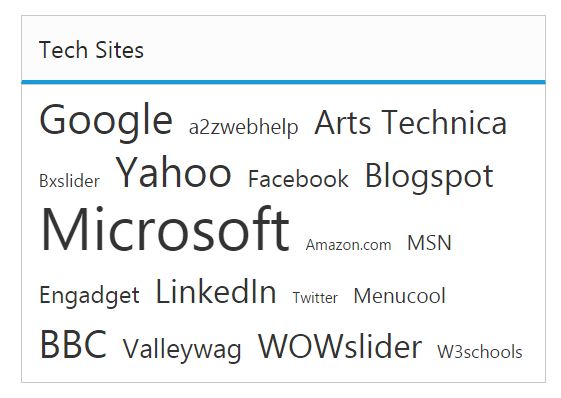 Tech Sites
Google a2zwebhelp Arts Technica
Bxslider Yahoo Facebook Blogspot
Microsoft Amazon.com MSN
Engadget LinkedIn Twitter Menucool
BBC Valleywag WOWslider W3schools